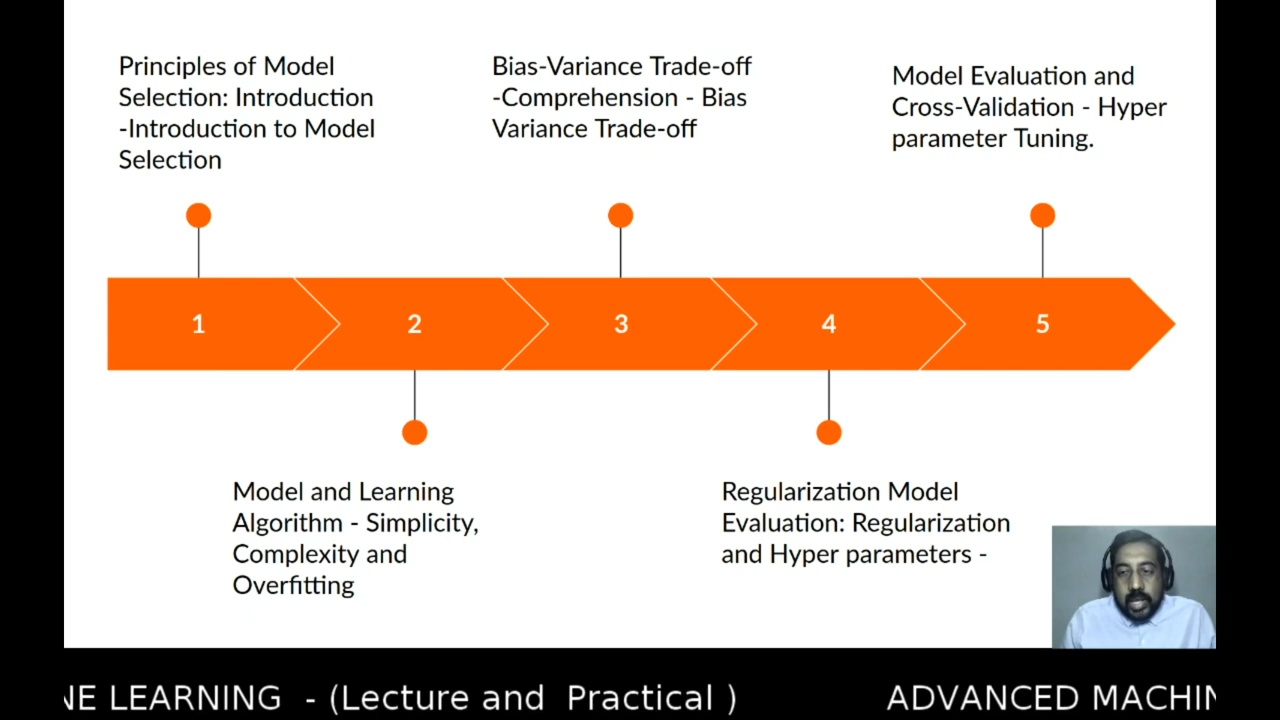 Principles of Model
Selection: Introduction
-Introduction to Model
Selection
Bias-Variance Trade-off
-Comprehension - Bias
Variance Trade-off
Model Evaluation and
Cross-Validation - Hyper
parameter Tuning.
1
2
3
4
5
Model and Learning
Algorithm - Simplicity,
Complexity and
Overfitting
Regularization Model
Evaluation: Regularization
and Hyper parameters -
NE LEARNING - (Lecture and Practical ) ADVANCED MACHIN